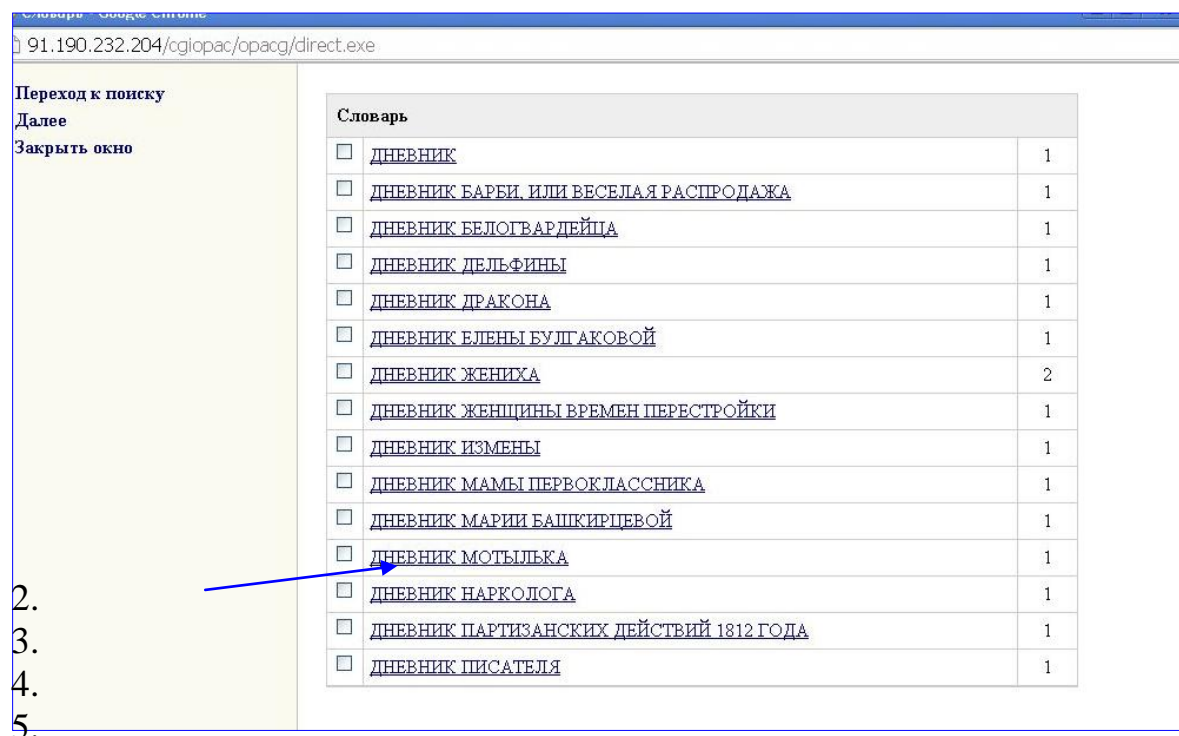 Словарь - Google Chrome
91.190.232.204/cgiopac/opacg/direct.exe
Переход к поиску
Далее
Закрыть окно
Словарь
ДНЕВНИК 1
ДНЕВНИК БАРБИ, ИЛИ ВЕСЕЛАЯ РАСПРОДАЖА 1
ДНЕВНИК БЕЛОГВАРДЕЙЦА 1
ДНЕВНИК ДЕЛЬФИНЫ 1
ДНЕВНИК ДРАКОНА 1
ДНЕВНИК ЕЛЕНЫ БУЛГАКОВОЙ 1
ДНЕВНИК ЖЕНИХА 2
ДНЕВНИК ЖЕНЩИНЫ ВРЕМЕН ПЕРЕСТРОЙКИ 1
ДНЕВНИК ИЗМЕНЫ 1
ДНЕВНИК МАМЫ ПЕРВОКЛАССНИКА 1
ДНЕВНИК МАРИИ БАШКИРЦЕВОЙ 1
ДНЕВНИК МОТЫЛЬКА 1
ДНЕВНИК НАРКОЛОГА 1
ДНЕВНИК ПАРТИЗАНСКИХ ДЕЙСТВИЙ 1812 ГОДА 1
ДНЕВНИК ПИСАТЕЛЯ 1
2.
3.
4.
5.